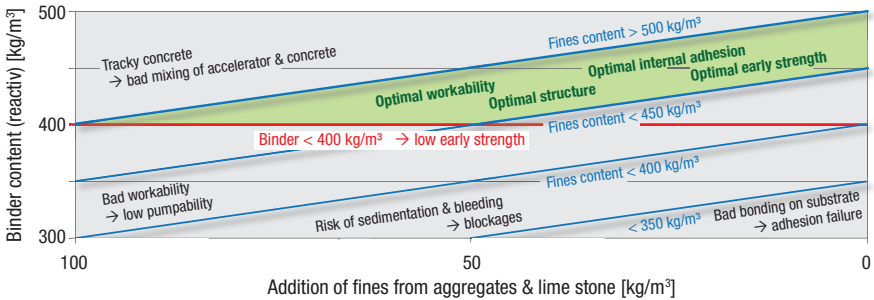 Binder content (reactiv) [kg/m³]
500
400
300
Tracky concrete
→ bad mixing of accelerator & concrete
Fines content > 500 kg/m³
Optimal internal adhesion
Optimal early strength
Optimal workability
Optimal structure
Fines content < 450 kg/m³
Binder < 400 kg/m³ → low early strength
Fines content < 400 kg/m³
Bad workability
→ low pumpability
Risk of sedimentation & bleeding
→ blockages
< 350 kg/m³
Bad bonding on substrate
→ adhesion failure
100
50
0
Addition of fines from aggregates & lime stone [kg/m³]